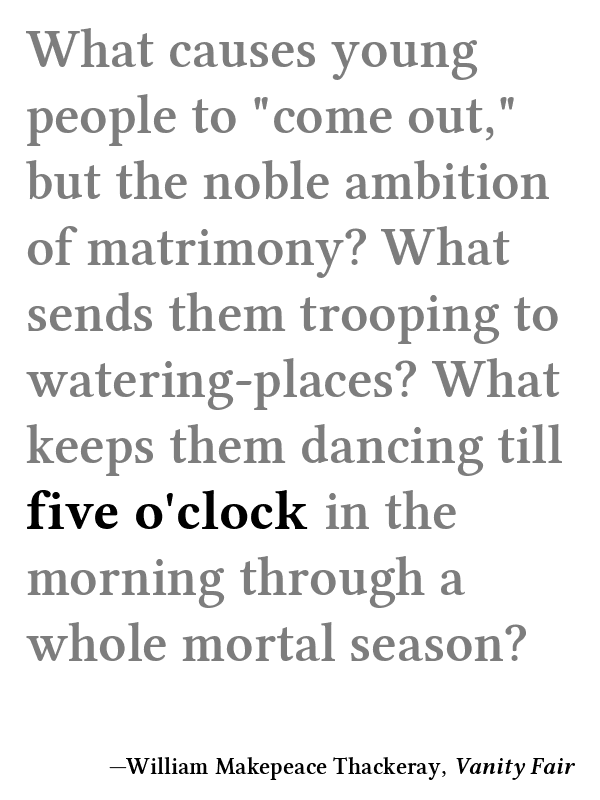 What causes young
people to "come out,"
but the noble ambition
of matrimony? What
sends them trooping to
watering-places? What
keeps them dancing till
five o'clock in the
morning through a
whole mortal season?
—William Makepeace Thackeray, Vanity Fair